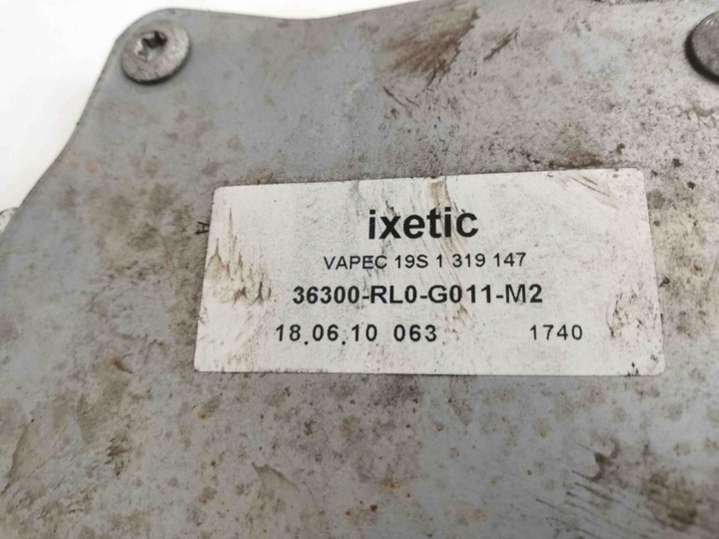 ixetic
VAPEC 19S 1 319 147
36300-RL0-G011-M2
18.06.10 063 1740